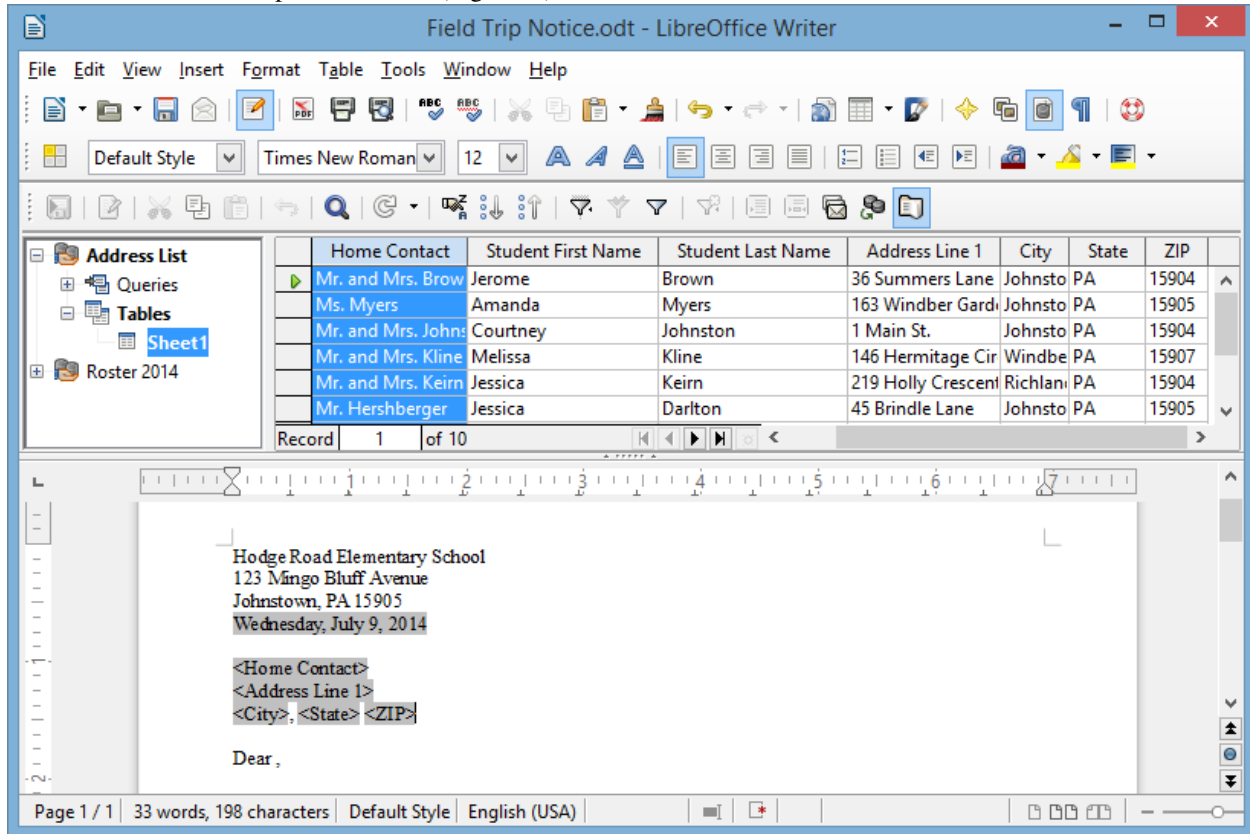 Field Trip Notice.odt - LibreOffice Writer
File Edit View Insert Format Table Tools Window Help
Default Style Times New Roman 12
Home Contact Student First Name Student Last Name Address Line 1 City State ZIP
Address List
Queries
Tables
Sheet1
Roster 2014
Mr. and Mrs. Brow Jerome Brown 36 Summers Lane Johnsto PA 15904
Ms. Myers Amanda Myers 163 Windber Gard Johnsto PA 15905
Mr. and Mrs. Johns Courtney Johnston 1 Main St. Johnsto PA 15904
Mr. and Mrs. Kline Melissa Kline 146 Hermitage Cir Windbe PA 15907
Mr. and Mrs. Keirn Jessica Keirn 219 Holly Crescent Richlan PA 15904
Mr. Hershberger Jessica Darlton 45 Brindle Lane Johnsto PA 15905
Record 1 of 10
1 2 3 4 5 6 7
Hodge Road Elementary School
123 Mingo Bluff Avenue
Johnstown, PA 15905
Wednesday, July 9, 2014
<Home Contact>
<Address Line 1>
<City>, <State> <ZIP>
Dear ,
Page 1 / 1 33 words, 198 characters Default Style English (USA)